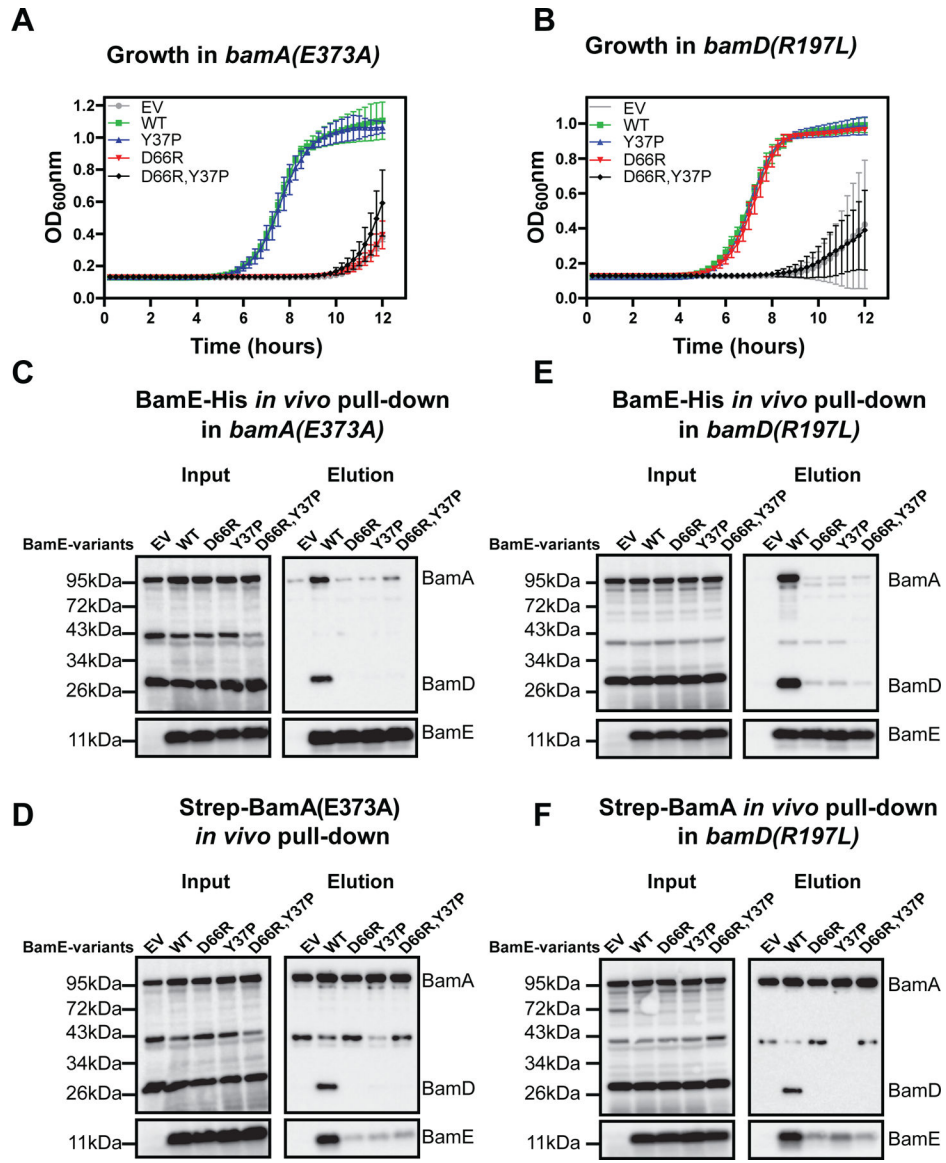 A
Growth in bamA(E373A)
EV
WT
Y37P
D66R
D66R,Y37P
OD600nm
1.2
1.0
0.8
0.6
0.4
0.2
0.0
0 2 4 6 8 10 12
Time (hours)
B
Growth in bamD(R197L)
EV
WT
Y37P
D66R
D66R,Y37P
OD600nm
1.0
0.8
0.6
0.4
0.2
0.0
0 2 4 6 8 10 12
Time (hours)
C
BamE-His in vivo pull-down
in bamA(E373A)
Input Elution
BamE-variants EV WT D66R Y37P D66R,Y37P EV WT D66R Y37P D66R,Y37P
95kDa BamA
72kDa
43kDa
34kDa
26kDa BamD
11kDa BamE
E
BamE-His in vivo pull-down
in bamD(R197L)
Input Elution
BamE-variants EV WT D66R Y37P D66R,Y37P EV WT D66R Y37P D66R,Y37P
95kDa BamA
72kDa
43kDa
34kDa
26kDa BamD
11kDa BamE
D
Strep-BamA(E373A)
in vivo pull-down
Input Elution
BamE-variants EV WT D66R Y37P D66R,Y37P EV WT D66R Y37P D66R,Y37P
95kDa BamA
72kDa
43kDa
34kDa
26kDa BamD
11kDa BamE
F
Strep-BamA in vivo pull-down
in bamD(R197L)
Input Elution
BamE-variants EV WT D66R Y37P D66R,Y37P EV WT D66R Y37P D66R,Y37P
95kDa BamA
72kDa
43kDa
34kDa
26kDa BamD
11kDa BamE